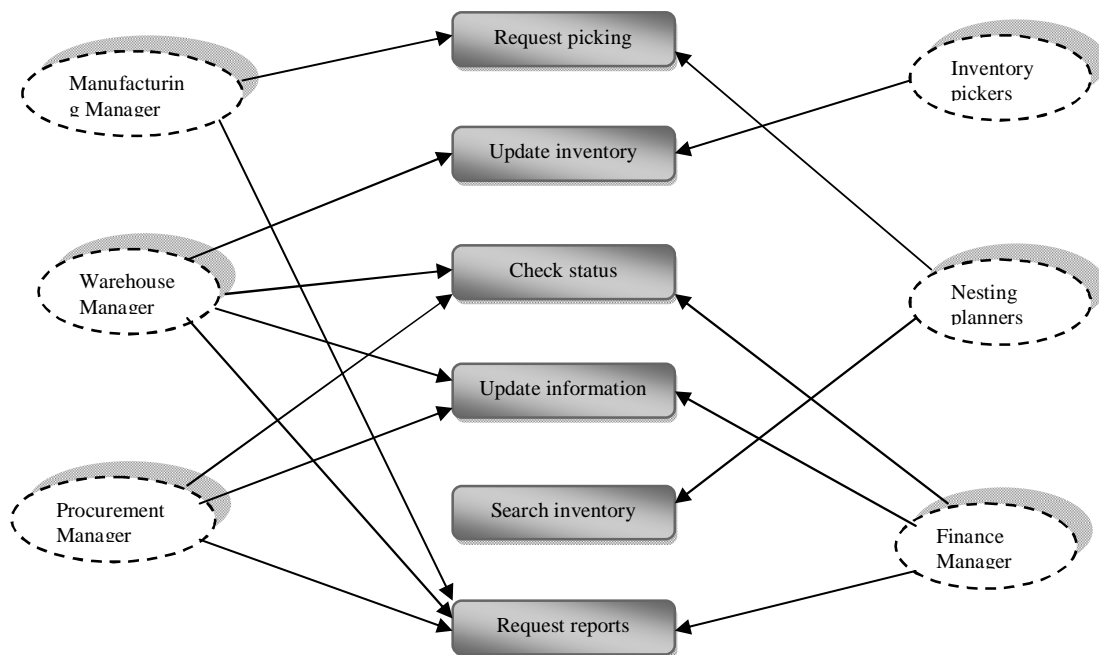 Request picking
Manufacturin
g Manager
Inventory
pickers
Update inventory
Check status
Warehouse
Manager
Nesting
planners
Update information
Procurement
Manager
Search inventory
Finance
Manager
Request reports